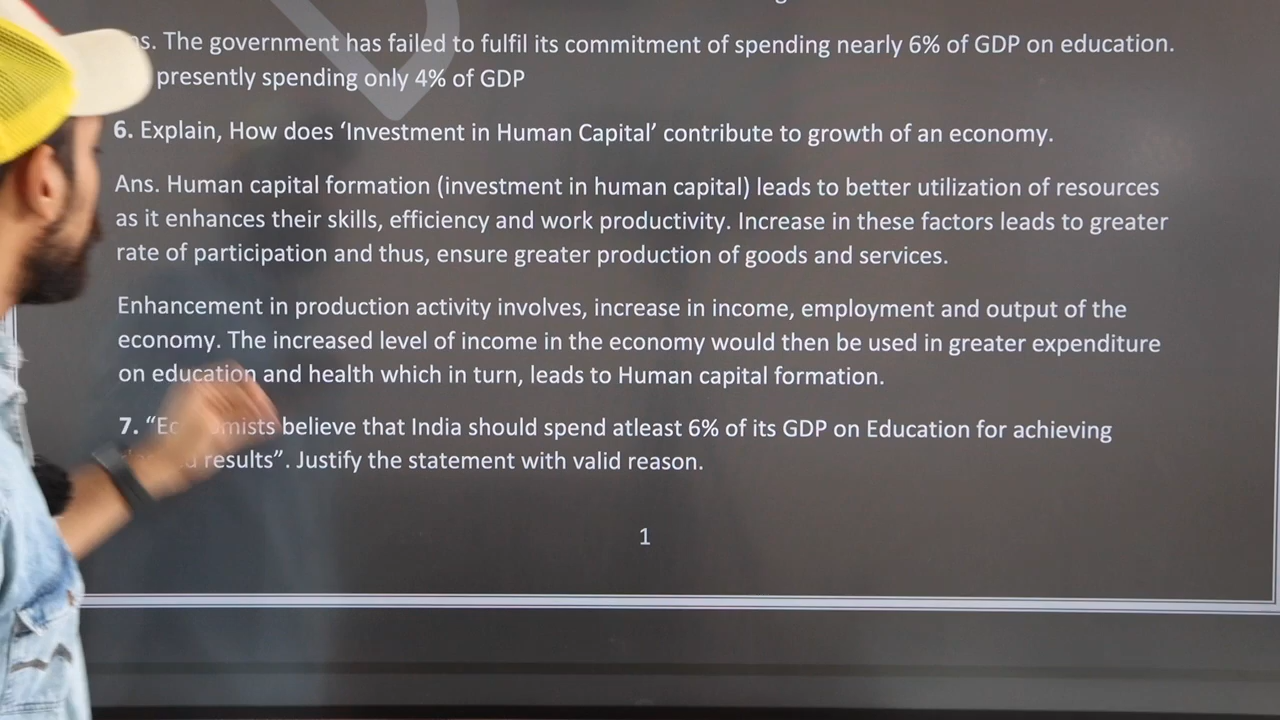 s. The government has failed to fulfil its commitment of spending nearly 6% of GDP on education.
presently spending only 4% of GDP
6. Explain, How does ‘Investment in Human Capital’ contribute to growth of an economy.
Ans. Human capital formation (investment in human capital) leads to better utilization of resources
as it enhances their skills, efficiency and work productivity. Increase in these factors leads to greater
rate of participation and thus, ensure greater production of goods and services.
Enhancement in production activity involves, increase in income, employment and output of the
economy. The increased level of income in the economy would then be used in greater expenditure
on education and health which in turn, leads to Human capital formation.
7. “Economists believe that India should spend atleast 6% of its GDP on Education for achieving
results”. Justify the statement with valid reason.
1